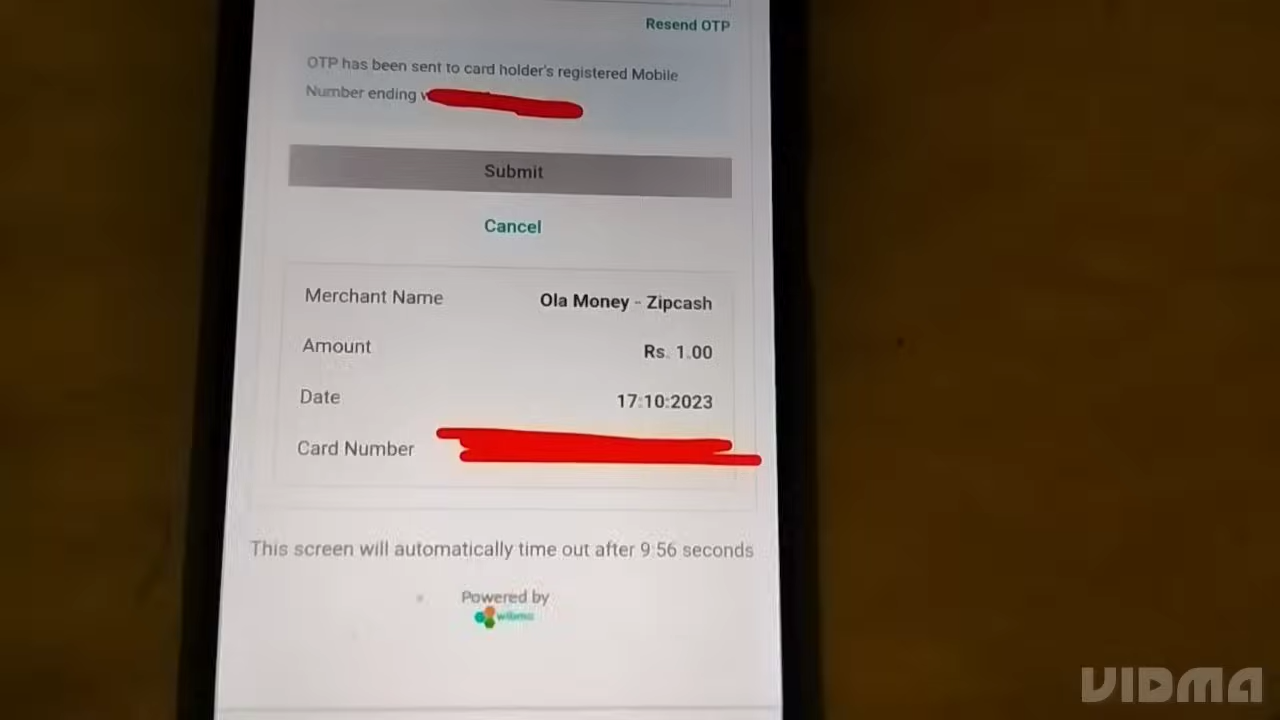 Resend OTP
OTP has been sent to card holder's registered Mobile
Number ending
Submit
Cancel
Merchant Name Ola Money - Zipcash
Amount Rs. 1.00
Date 17:10:2023
Card Number
This screen will automatically time out after 9:56 seconds
Powered by
wibmo
VIDMA